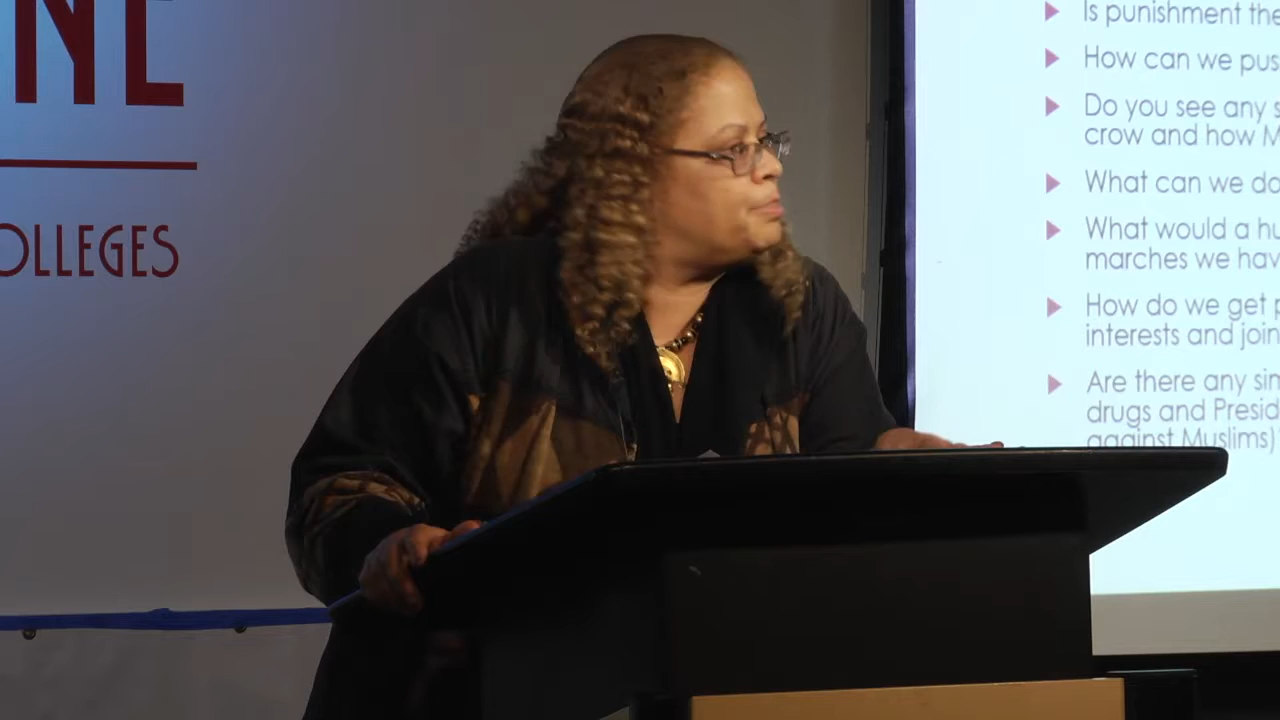 NE
OLLEGES
Is punishment the
How can we pus
Do you see any s
crow and how M
What can we do
What would a hu
marches we hav
How do we get p
interests and join
Are there any sim
drugs and Presid
against Muslims)